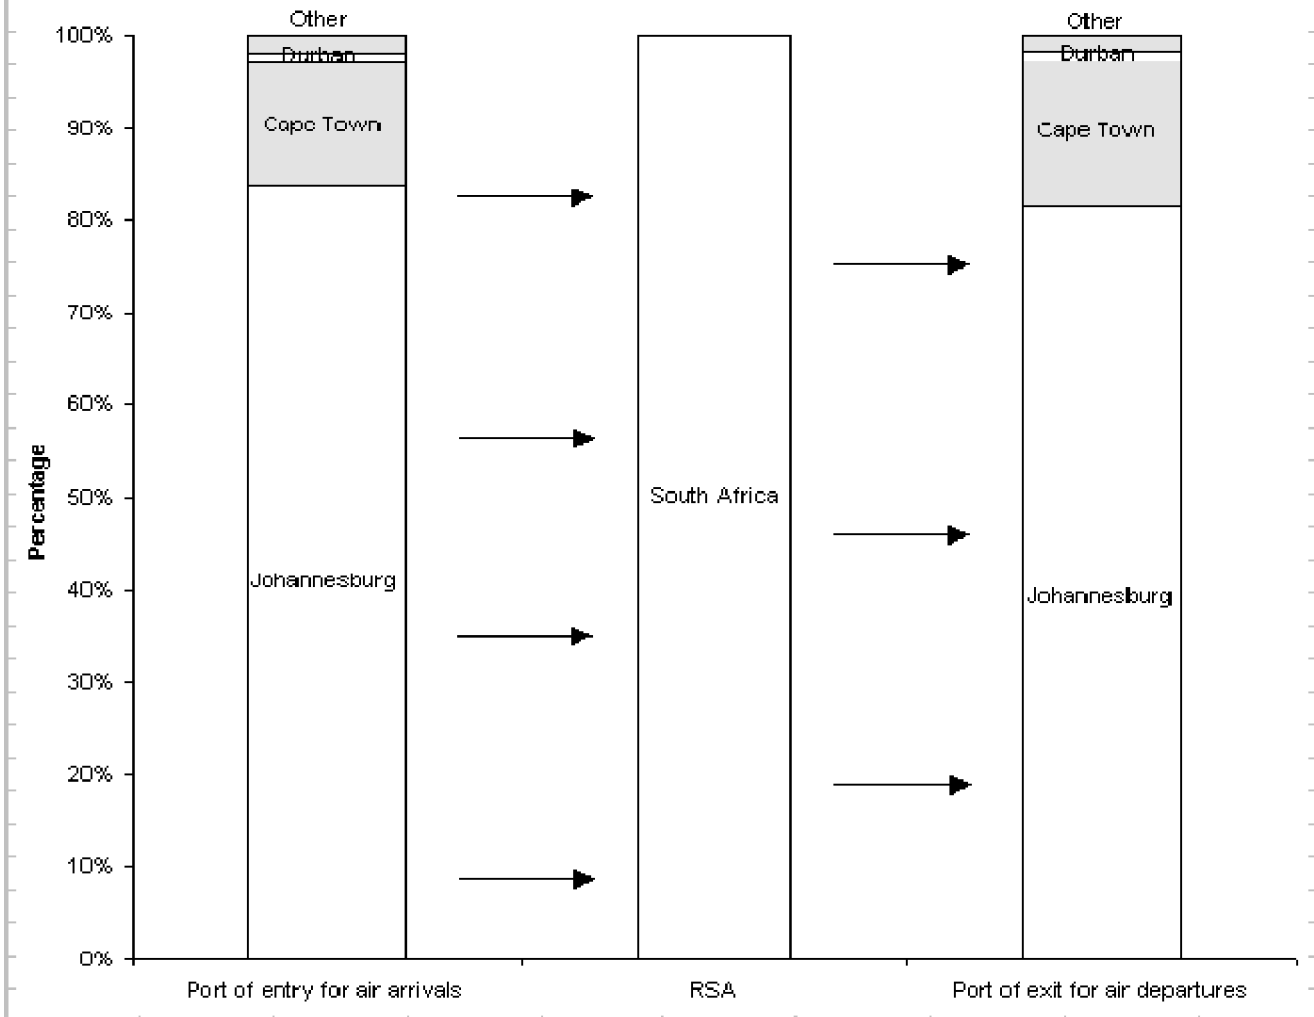 Other
Other
100%
Durban
Durban
90%
Cape Town
Cape Town
80%
70%
60%
Percentage
50%
South Africa
Johannesburg
40%
Johannesburg
30%
20%
10%
0%
Port of entry for air arrivals
RSA
Port of exit for air departures